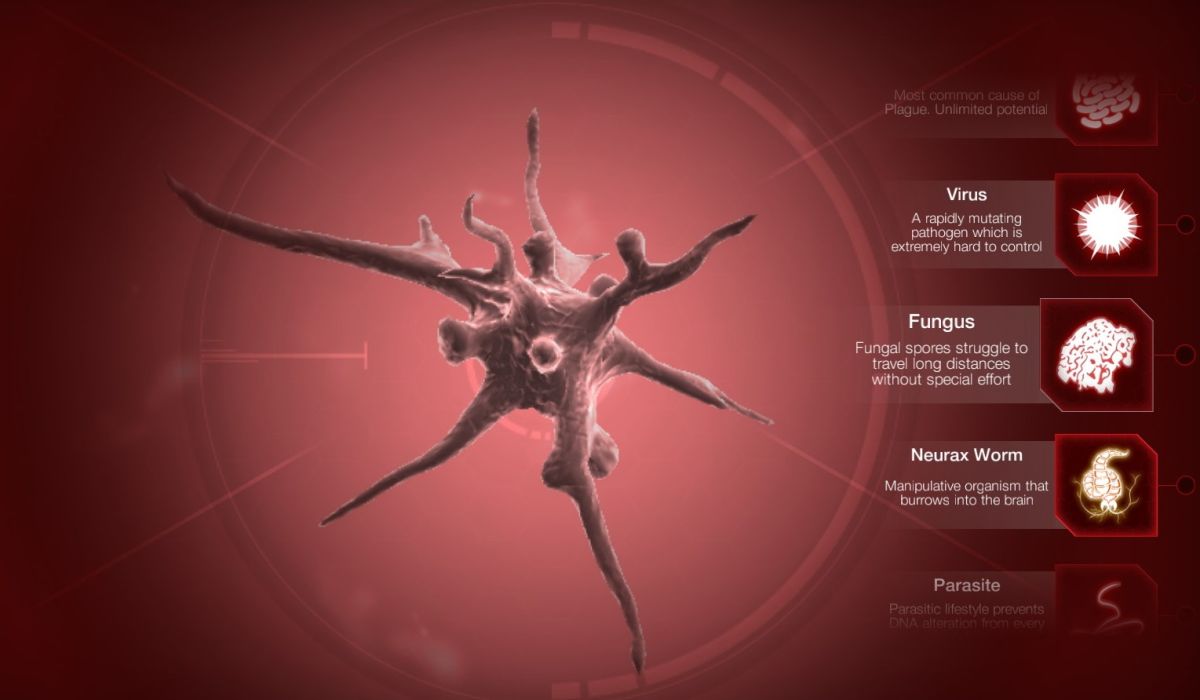 Most common cause of
Plague. Unlimited potential
Virus
A rapidly mutating
pathogen which is
extremely hard to control
Fungus
Fungal spores struggle to
travel long distances
without special effort
Neurax Worm
Manipulative organism that
burrows into the brain
Parasite
Parasitic lifestyle prevents
DNA alteration from every